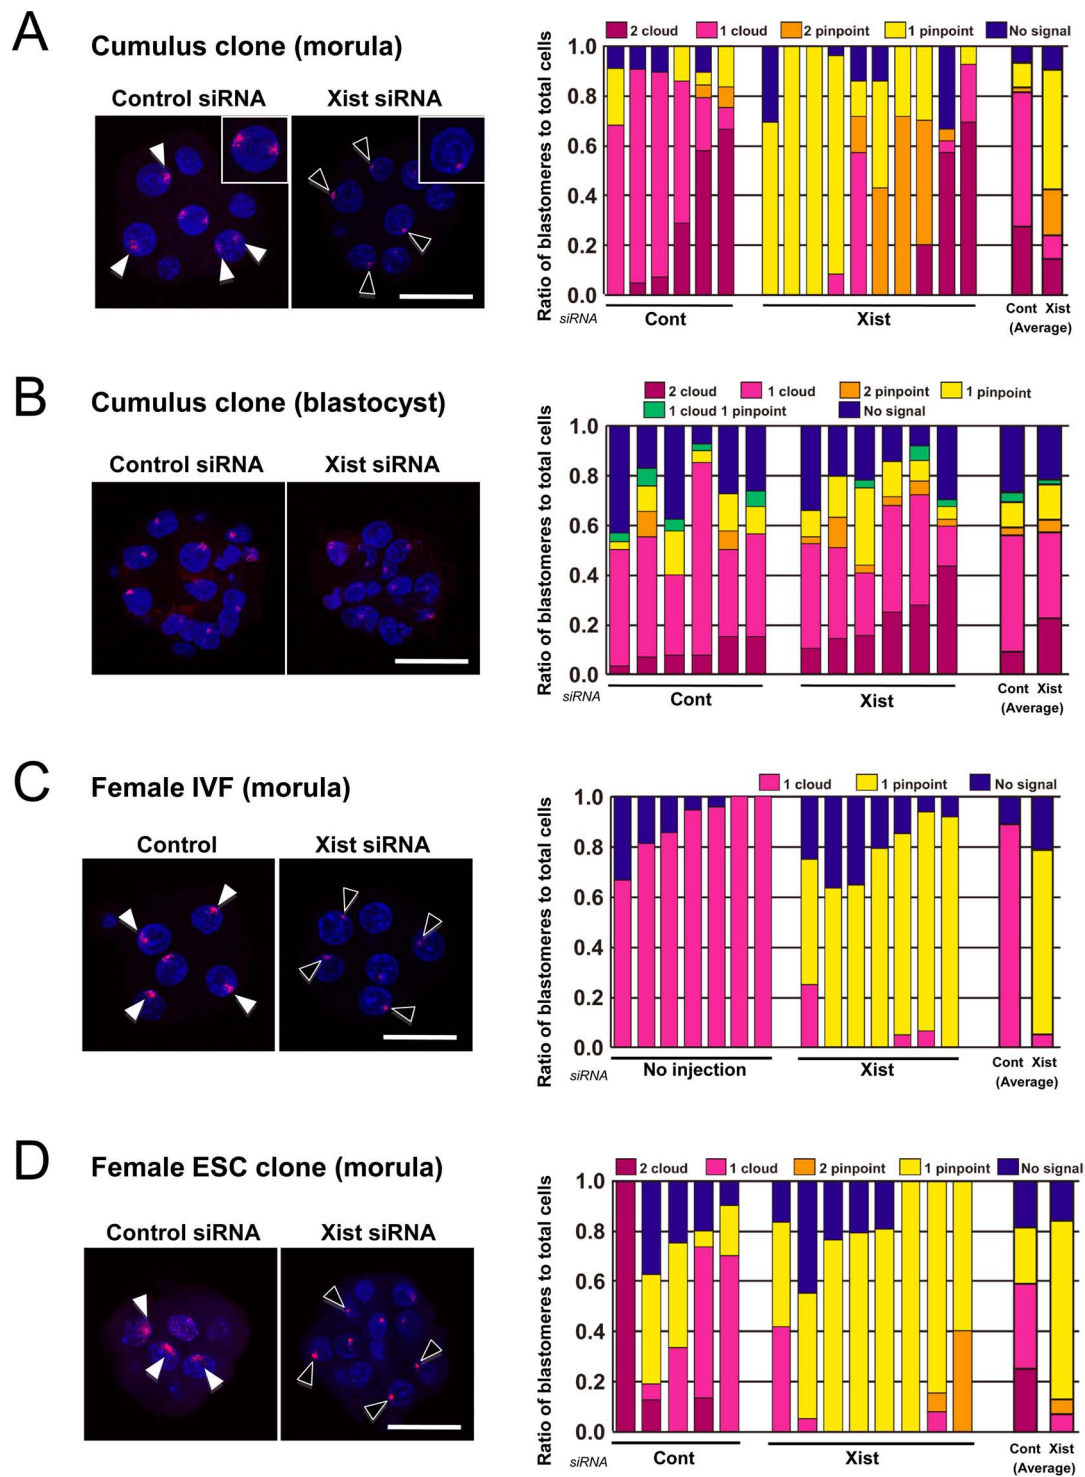 A
Cumulus clone (morula)
Control siRNA
Xist siRNA
2 cloud
1 cloud
2 pinpoint
1 pinpoint
No signal
Ratio of blastomeres to total cells
1.0
0.8
0.6
0.4
0.2
0.0
siRNA
Cont
Xist
Cont Xist
(Average)
B
Cumulus clone (blastocyst)
Control siRNA
Xist siRNA
2 cloud
1 cloud
2 pinpoint
1 pinpoint
1 cloud 1 pinpoint
No signal
Ratio of blastomeres to total cells
1.0
0.8
0.6
0.4
0.2
0.0
siRNA
Cont
Xist
Cont Xist
(Average)
C
Female IVF (morula)
Control
Xist siRNA
1 cloud
1 pinpoint
No signal
Ratio of blastomeres to total cells
1.0
0.8
0.6
0.4
0.2
0.0
siRNA
No injection
Xist
Cont Xist
(Average)
D
Female ESC clone (morula)
Control siRNA
Xist siRNA
2 cloud
1 cloud
2 pinpoint
1 pinpoint
No signal
Ratio of blastomeres to total cells
1.0
0.8
0.6
0.4
0.2
0.0
siRNA
Cont
Xist
Cont Xist
(Average)